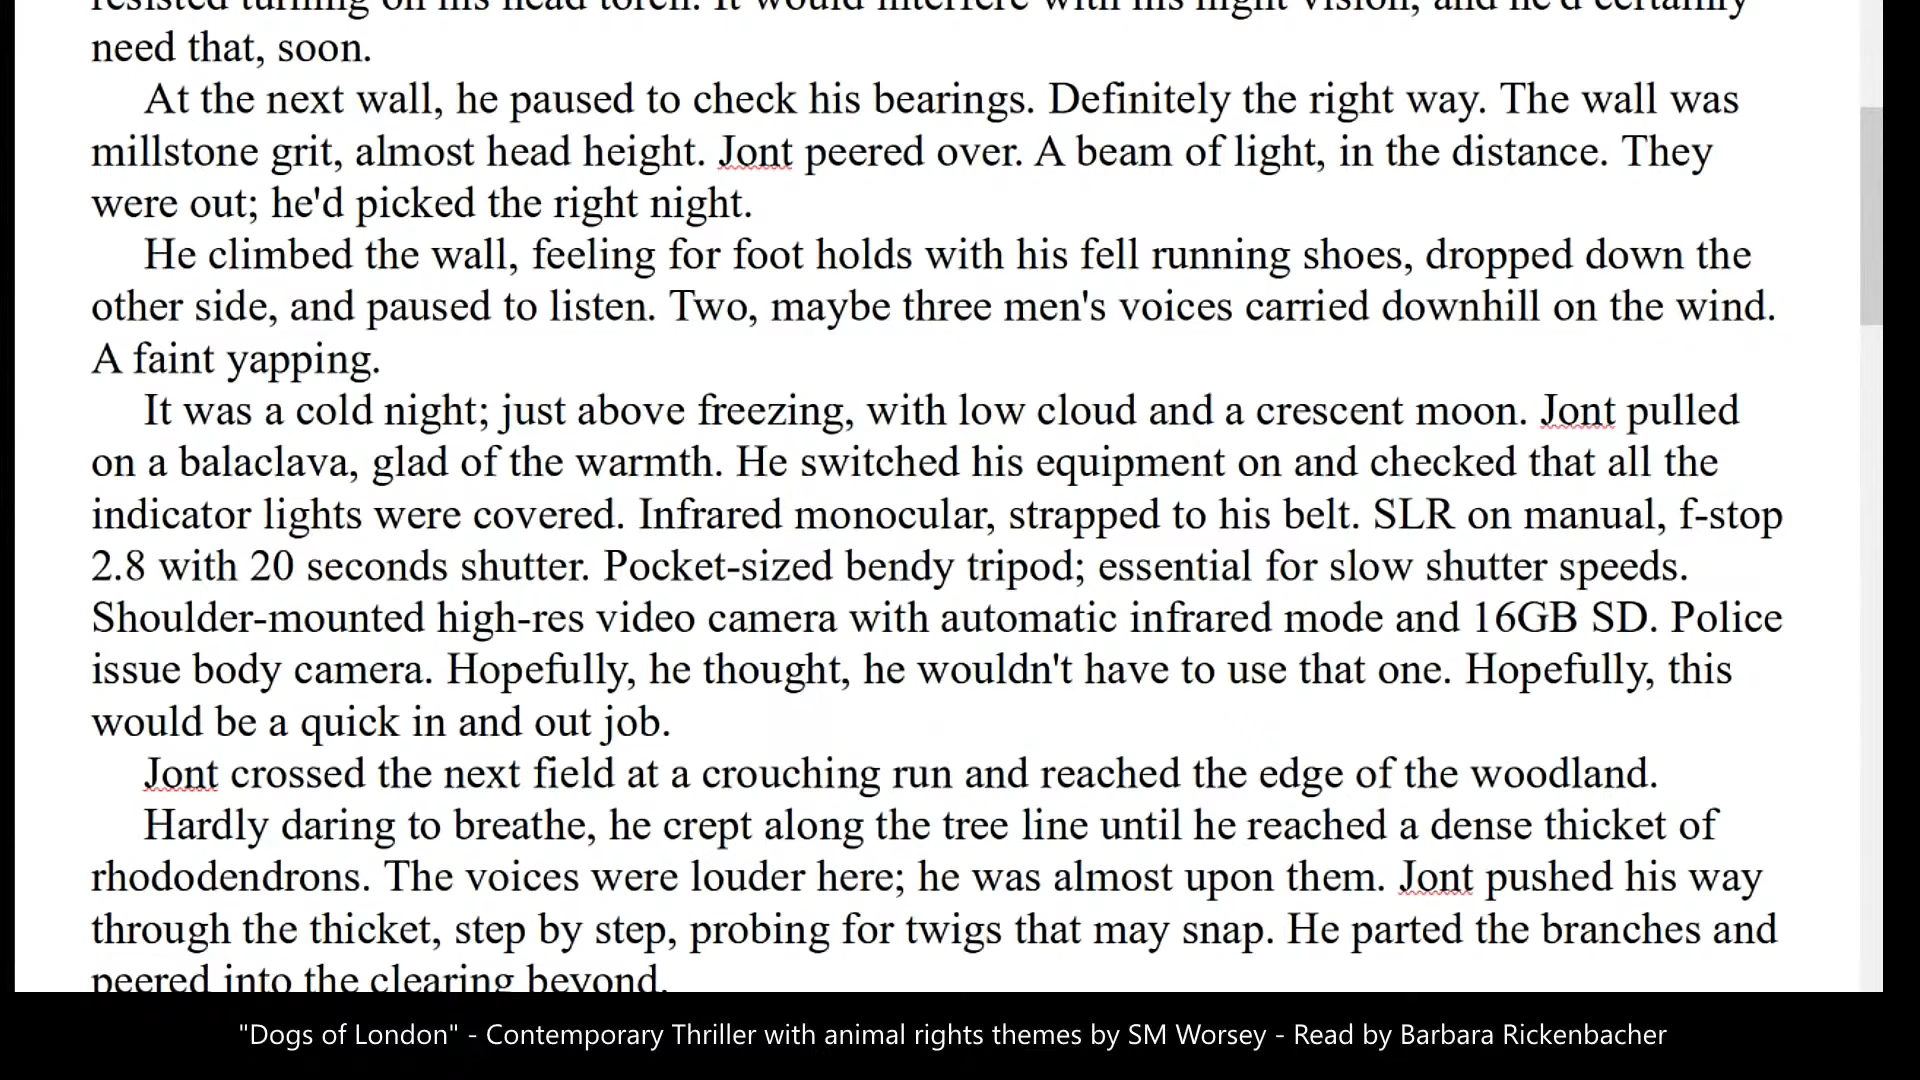 resisted turning on his head torch. It would interfere with his night vision, and he'd certainly
need that, soon.
At the next wall, he paused to check his bearings. Definitely the right way. The wall was
millstone grit, almost head height. Jont peered over. A beam of light, in the distance. They
were out; he'd picked the right night.
He climbed the wall, feeling for foot holds with his fell running shoes, dropped down the
other side, and paused to listen. Two, maybe three men's voices carried downhill on the wind.
A faint yapping.
It was a cold night; just above freezing, with low cloud and a crescent moon. Jont pulled
on a balaclava, glad of the warmth. He switched his equipment on and checked that all the
indicator lights were covered. Infrared monocular, strapped to his belt. SLR on manual, f-stop
2.8 with 20 seconds shutter. Pocket-sized bendy tripod; essential for slow shutter speeds.
Shoulder-mounted high-res video camera with automatic infrared mode and 16GB SD. Police
issue body camera. Hopefully, he thought, he wouldn't have to use that one. Hopefully, this
would be a quick in and out job.
Jont crossed the next field at a crouching run and reached the edge of the woodland.
Hardly daring to breathe, he crept along the tree line until he reached a dense thicket of
rhododendrons. The voices were louder here; he was almost upon them. Jont pushed his way
through the thicket, step by step, probing for twigs that may snap. He parted the branches and
peered into the clearing beyond.
"Dogs of London" - Contemporary Thriller with animal rights themes by SM Worsey - Read by Barbara Rickenbacher